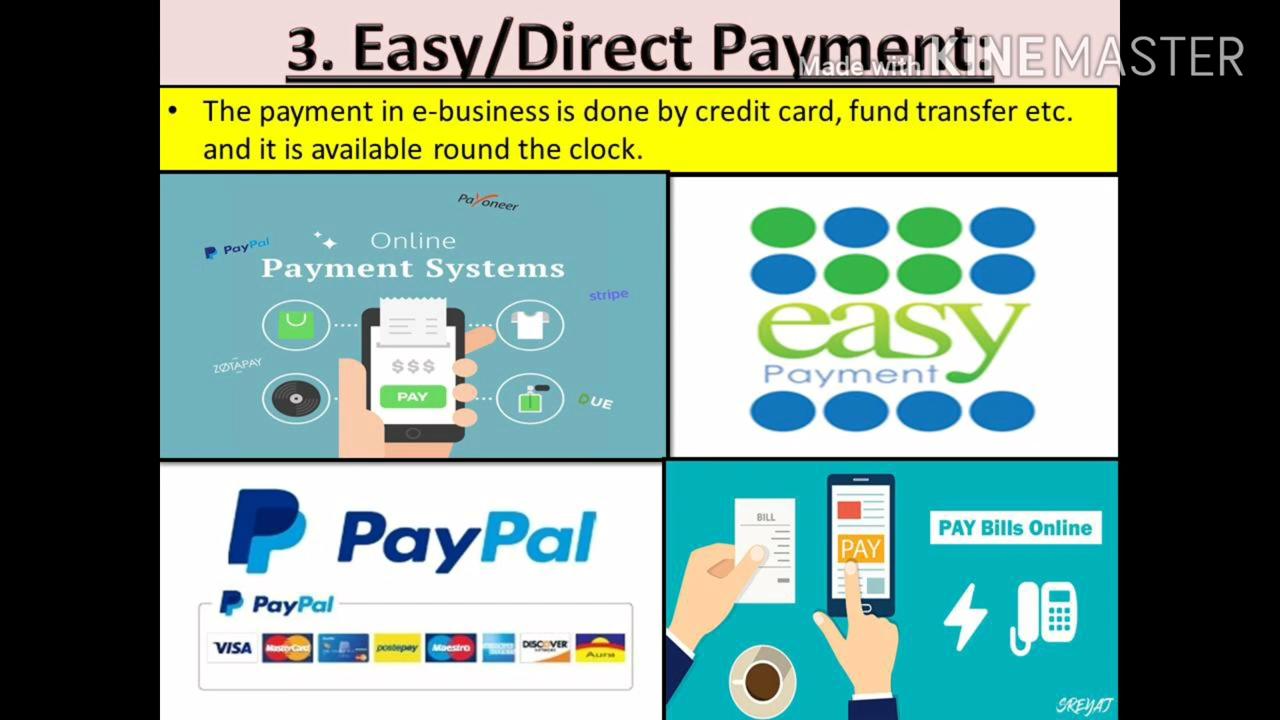 3. Easy/Direct Payment:
Made with KINEMASTER
• The payment in e-business is done by credit card, fund transfer etc.
and it is available round the clock.
Payoneer
PayPal
Online
Payment Systems
stripe
ZOTAPAY
$$$
PAY
DUE
easy
Payment
PayPal
PayPal
VISA MasterCard postepay Maestro DISCOVER Aura
BILL
PAY
PAY Bills Online
SREYAJ